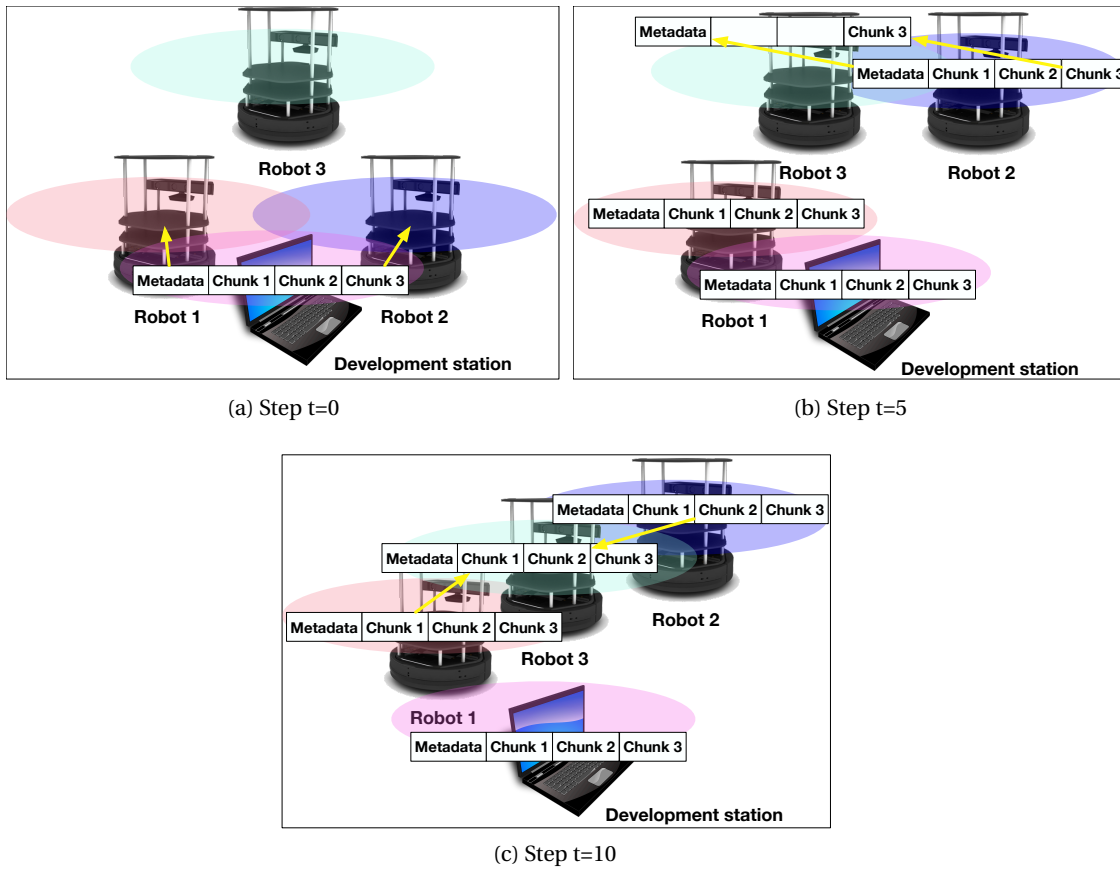 Robot 3
Metadata Chunk 1 Chunk 2 Chunk 3
Robot 1 Robot 2
Development station
(a) Step t=0
Metadata Chunk 3
Metadata Chunk 1 Chunk 2 Chunk 3
Robot 3 Robot 2
Metadata Chunk 1 Chunk 2 Chunk 3
Metadata Chunk 1 Chunk 2 Chunk 3
Robot 1
Development station
(b) Step t=5
Metadata Chunk 1 Chunk 2 Chunk 3
Metadata Chunk 1 Chunk 2 Chunk 3
Metadata Chunk 1 Chunk 2 Chunk 3
Robot 2
Robot 3
Robot 1
Metadata Chunk 1 Chunk 2 Chunk 3
Development station
(c) Step t=10